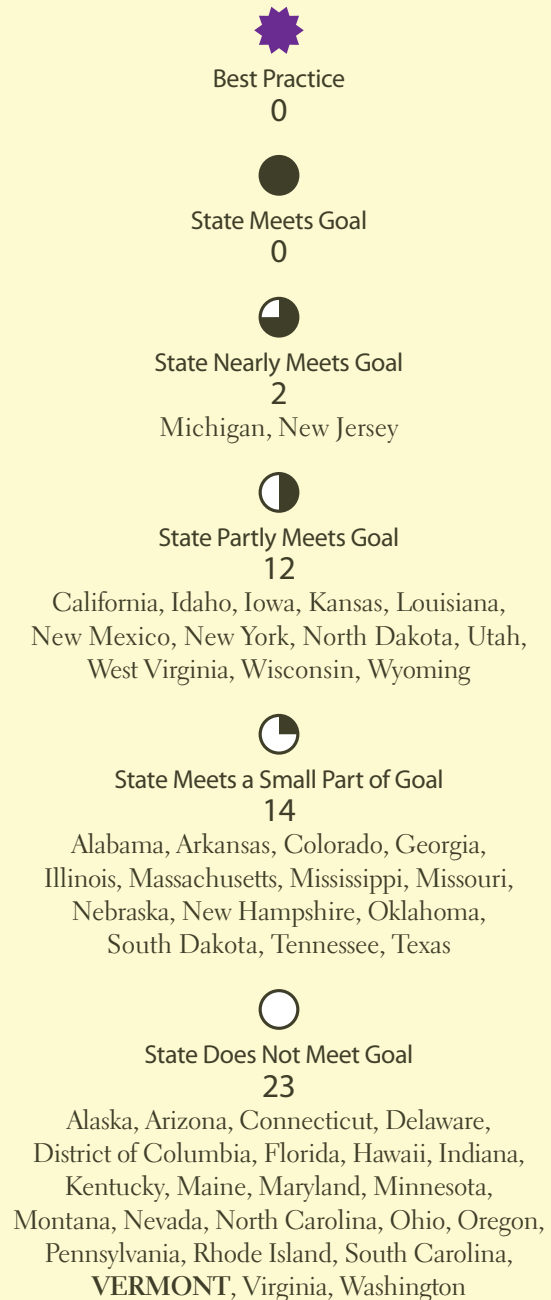 Best Practice
0
State Meets Goal
0
State Nearly Meets Goal
2
Michigan, New Jersey
State Partly Meets Goal
12
California, Idaho, Iowa, Kansas, Louisiana,
New Mexico, New York, North Dakota, Utah,
West Virginia, Wisconsin, Wyoming
State Meets a Small Part of Goal
14
Alabama, Arkansas, Colorado, Georgia,
Illinois, Massachusetts, Mississippi, Missouri,
Nebraska, New Hampshire, Oklahoma,
South Dakota, Tennessee, Texas
State Does Not Meet Goal
23
Alaska, Arizona, Connecticut, Delaware,
District of Columbia, Florida, Hawaii, Indiana,
Kentucky, Maine, Maryland, Minnesota,
Montana, Nevada, North Carolina, Ohio, Oregon,
Pennsylvania, Rhode Island, South Carolina,
VERMONT, Virginia, Washington